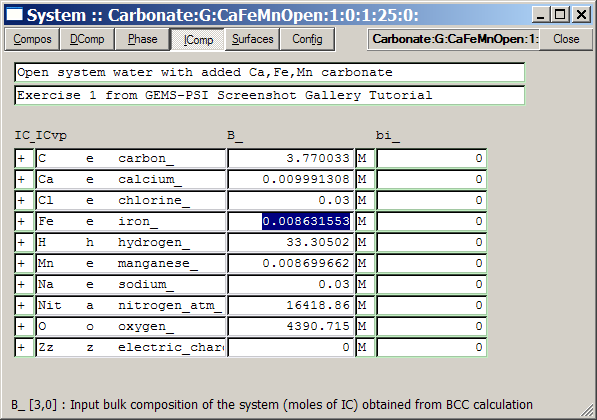 System :: Carbonate:G:CaFeMnOpen:1:0:1:25:0:
Compos DComp Phase IComp Surfaces Config Carbonate:G:CaFeMnOpen:1: Close
Open system water with added Ca,Fe,Mn carbonate
Exercise 1 from GEMS-PSI Screenshot Gallery Tutorial
IC_ICvp B_ bi_
+ C e carbon_ 3.770033 M 0
+ Ca e calcium_ 0.009991308 M 0
+ Cl e chlorine_ 0.03 M 0
+ Fe e iron_ 0.008631553 M 0
+ H h hydrogen_ 33.30502 M 0
+ Mn e manganese_ 0.008699662 M 0
+ Na e sodium_ 0.03 M 0
+ Nit a nitrogen_atm_ 16418.86 M 0
+ O o oxygen_ 4390.715 M 0
+ Zz z electric_char 0 M 0
B_ [3,0] : Input bulk composition of the system (moles of IC) obtained from BCC calculation